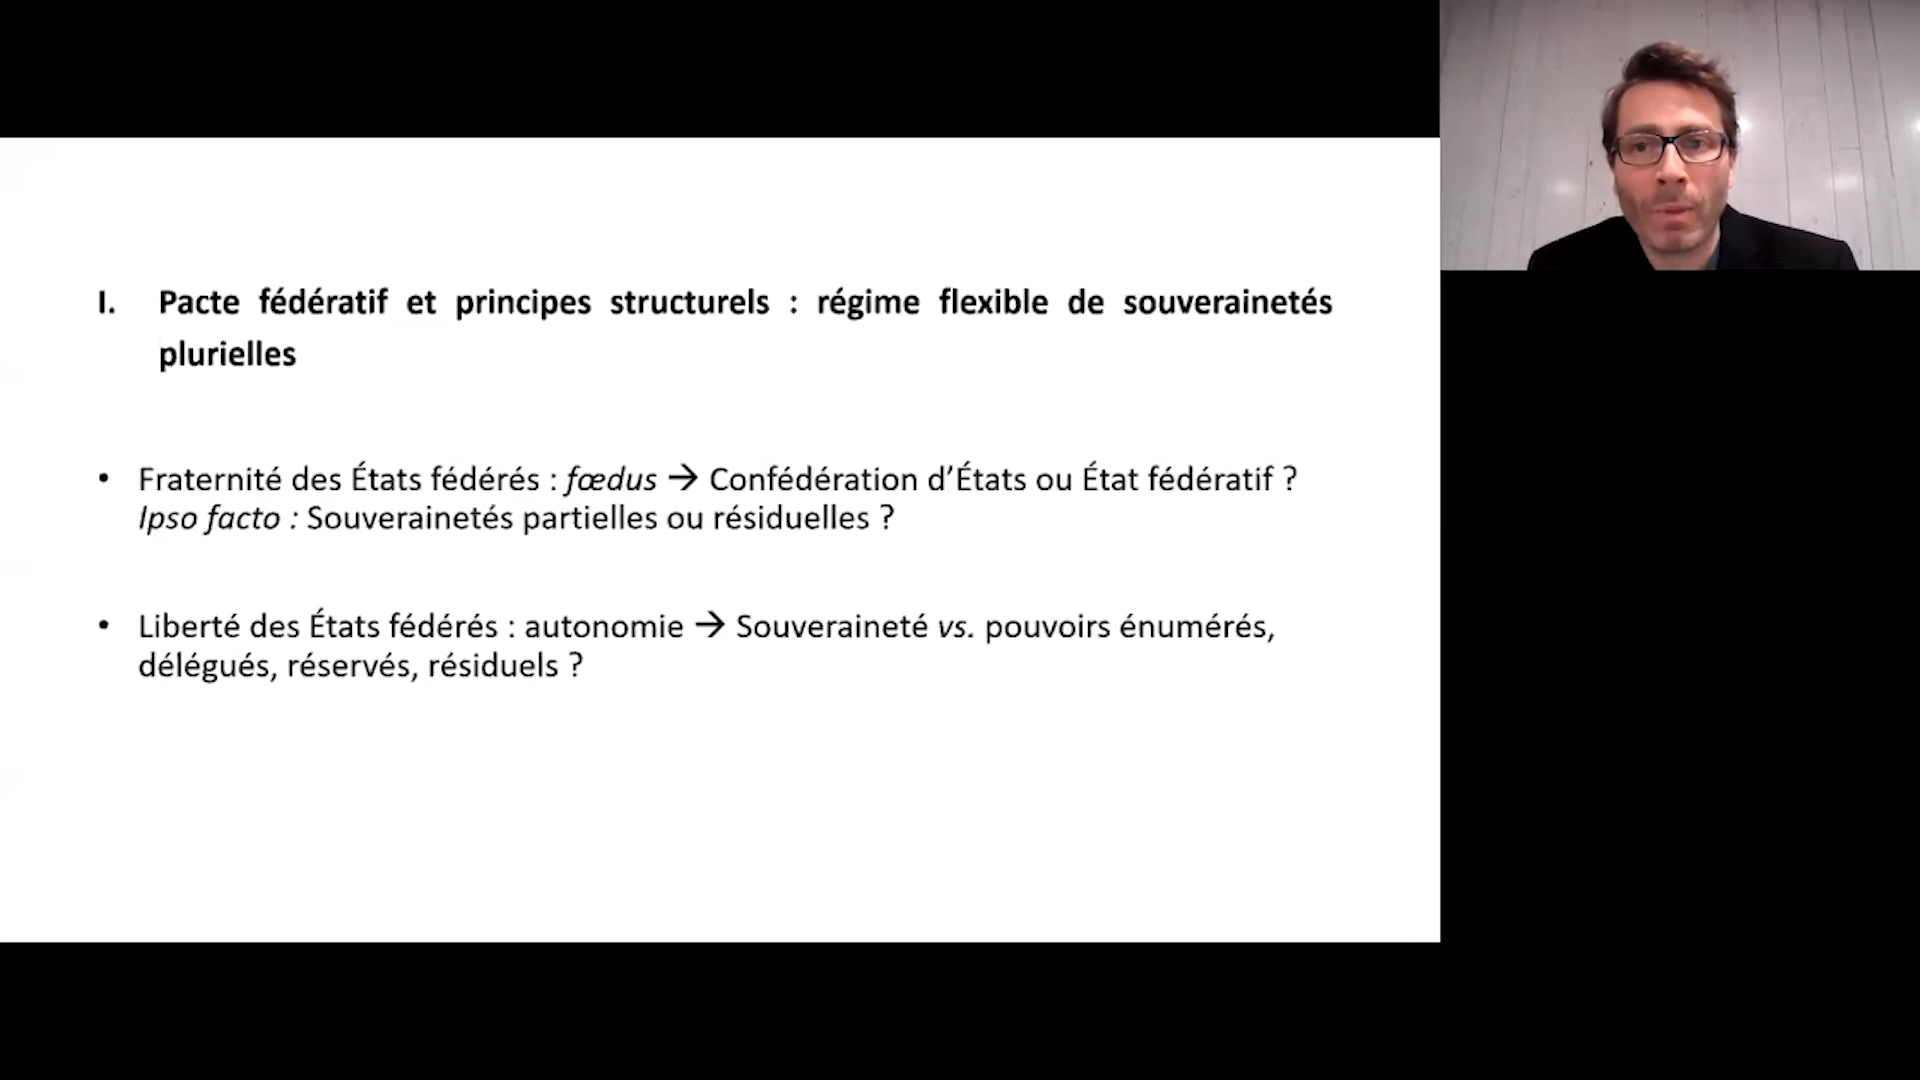 I. Pacte fédératif et principes structurels : régime flexible de souverainetés
plurielles
• Fraternité des États fédérés : fœdus → Confédération d’États ou État fédératif ?
Ipso facto : Souverainetés partielles ou résiduelles ?
• Liberté des États fédérés : autonomie → Souveraineté vs. pouvoirs énumérés,
délégués, réservés, résiduels ?